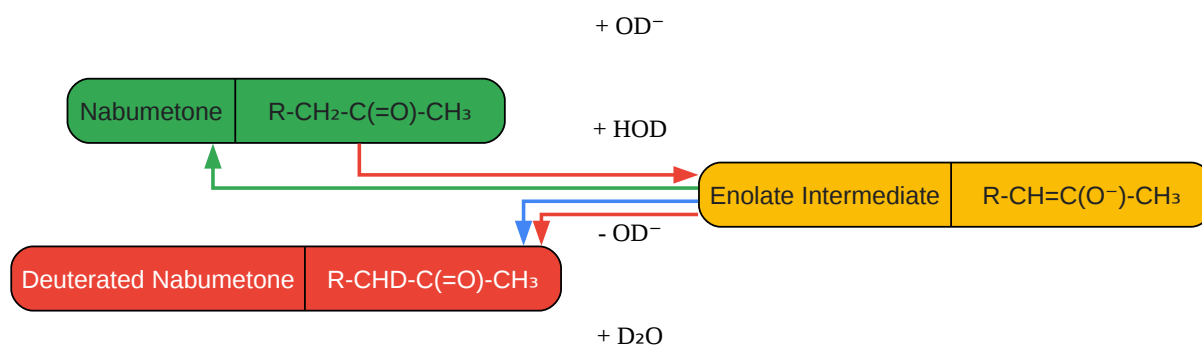 + OD⁻
Nabumetone R-CH₂-C(=O)-CH₃
+ HOD
Enolate Intermediate R-CH=C(O⁻)-CH₃
- OD⁻
Deuterated Nabumetone R-CHD-C(=O)-CH₃
+ D₂O